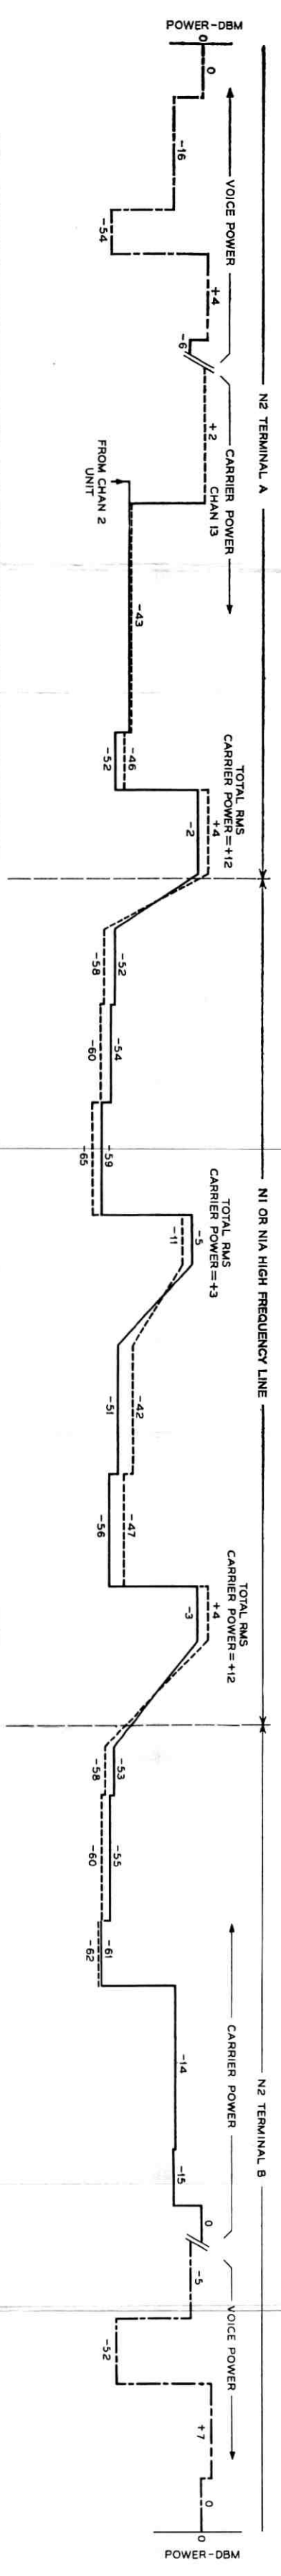 POWER-DBM
0
0
-16
-54
+4
-6
+2
VOICE POWER
CARRIER POWER
CHAN 13
N2 TERMINAL A
FROM CHAN 2
UNIT
-43
-46
-52
TOTAL RMS
CARRIER POWER=+12
+4
-2
N1 OR N1A HIGH FREQUENCY LINE
-52
-58
-54
-60
-59
-65
TOTAL RMS
CARRIER POWER=+3
-5
-11
-42
-51
-47
-56
TOTAL RMS
CARRIER POWER=+12
+4
-3
N2 TERMINAL B
-53
-58
-55
-60
-61
-62
CARRIER POWER
-14
-15
0
VOICE POWER
-5
-52
+7
0
0
POWER-DBM